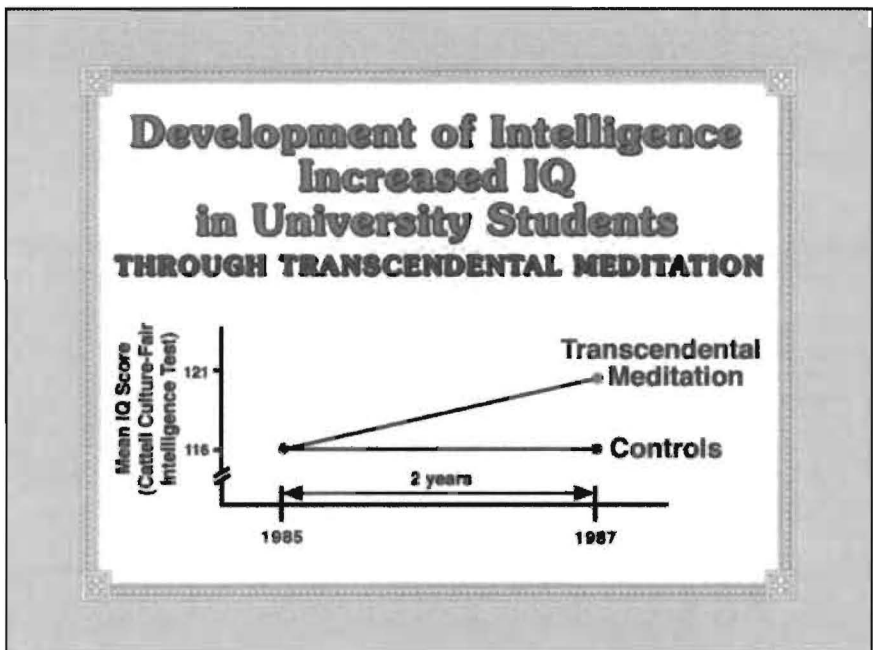 Development of Intelligence
Increased IQ
in University Students
THROUGH TRANSCENDENTAL MEDITATION
Mean IQ Score
(Cattell Culture-Fair
Intelligence Test)
121
116
Transcendental
Meditation
Controls
2 years
1985
1987